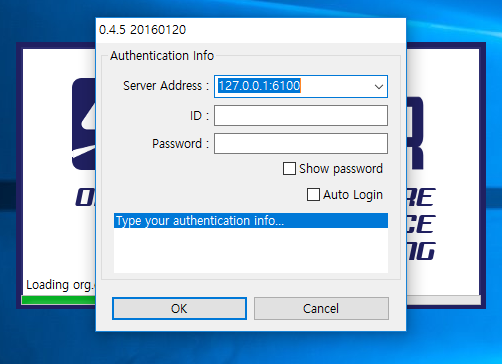 0.4.5 20160120
Authentication Info
Server Address : 127.0.0.1:6100
ID :
Password :
Show password
Auto Login
Type your authentication info...
Loading org.
OK
Cancel